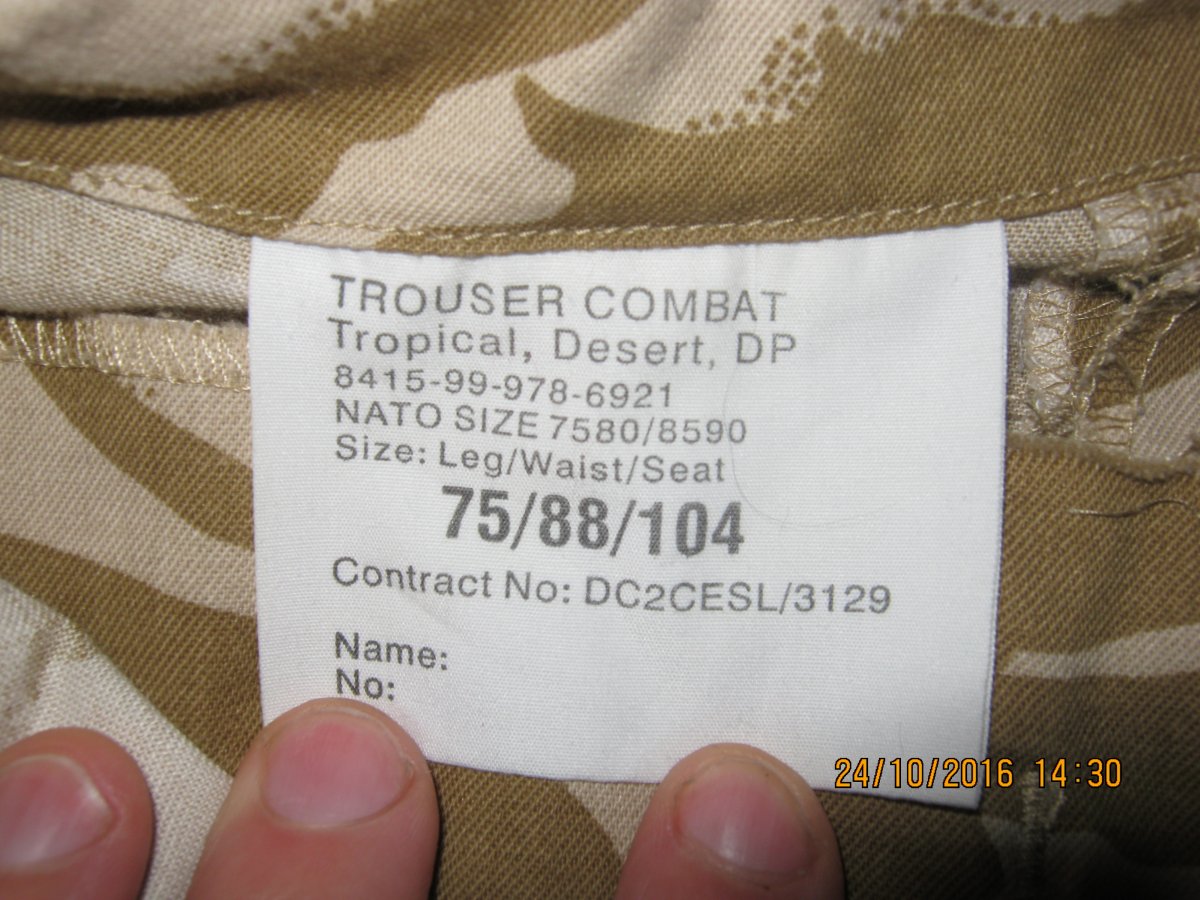 TROUSER COMBAT
Tropical, Desert, DP
8415-99-978-6921
NATO SIZE 7580/8590
Size: Leg/Waist/Seat
75/88/104
Contract No: DC2CESL/3129
Name:
No:
24/10/2016 14:30